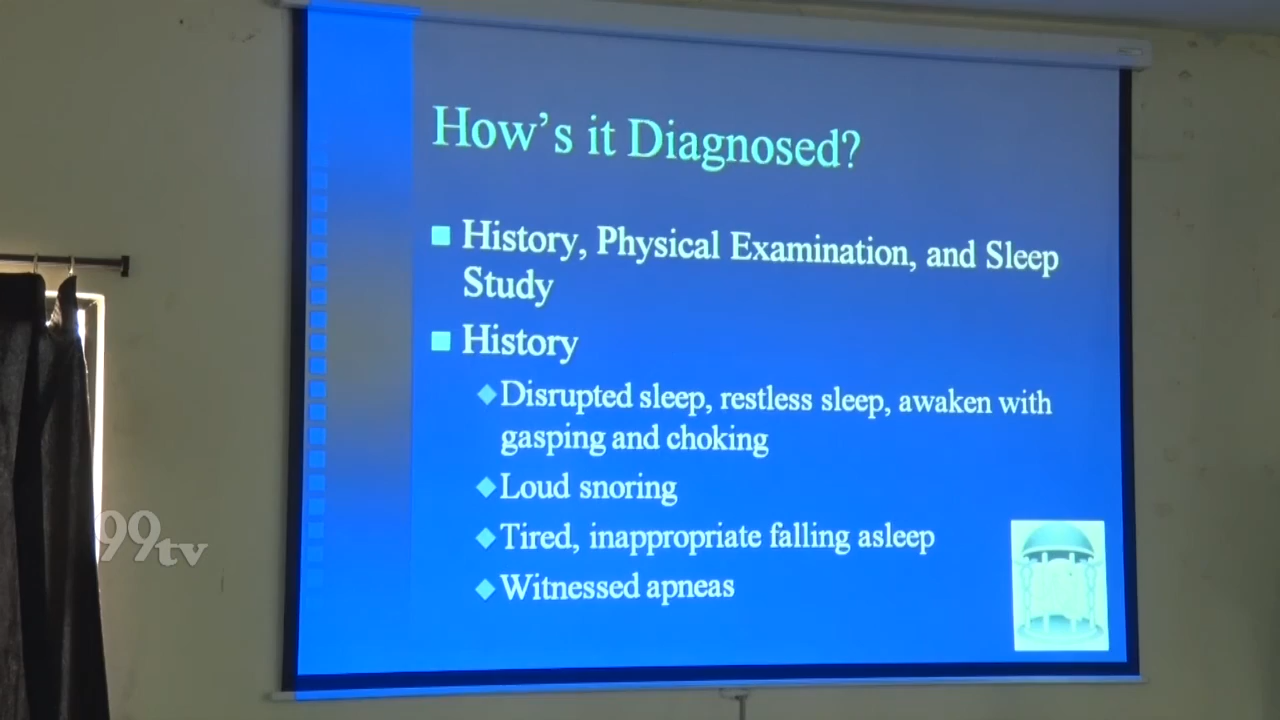 How's it Diagnosed?
History, Physical Examination, and Sleep
Study
History
Disrupted sleep, restless sleep, awaken with
gasping and choking
Loud snoring
Tired, inappropriate falling asleep
Witnessed apneas
99tv